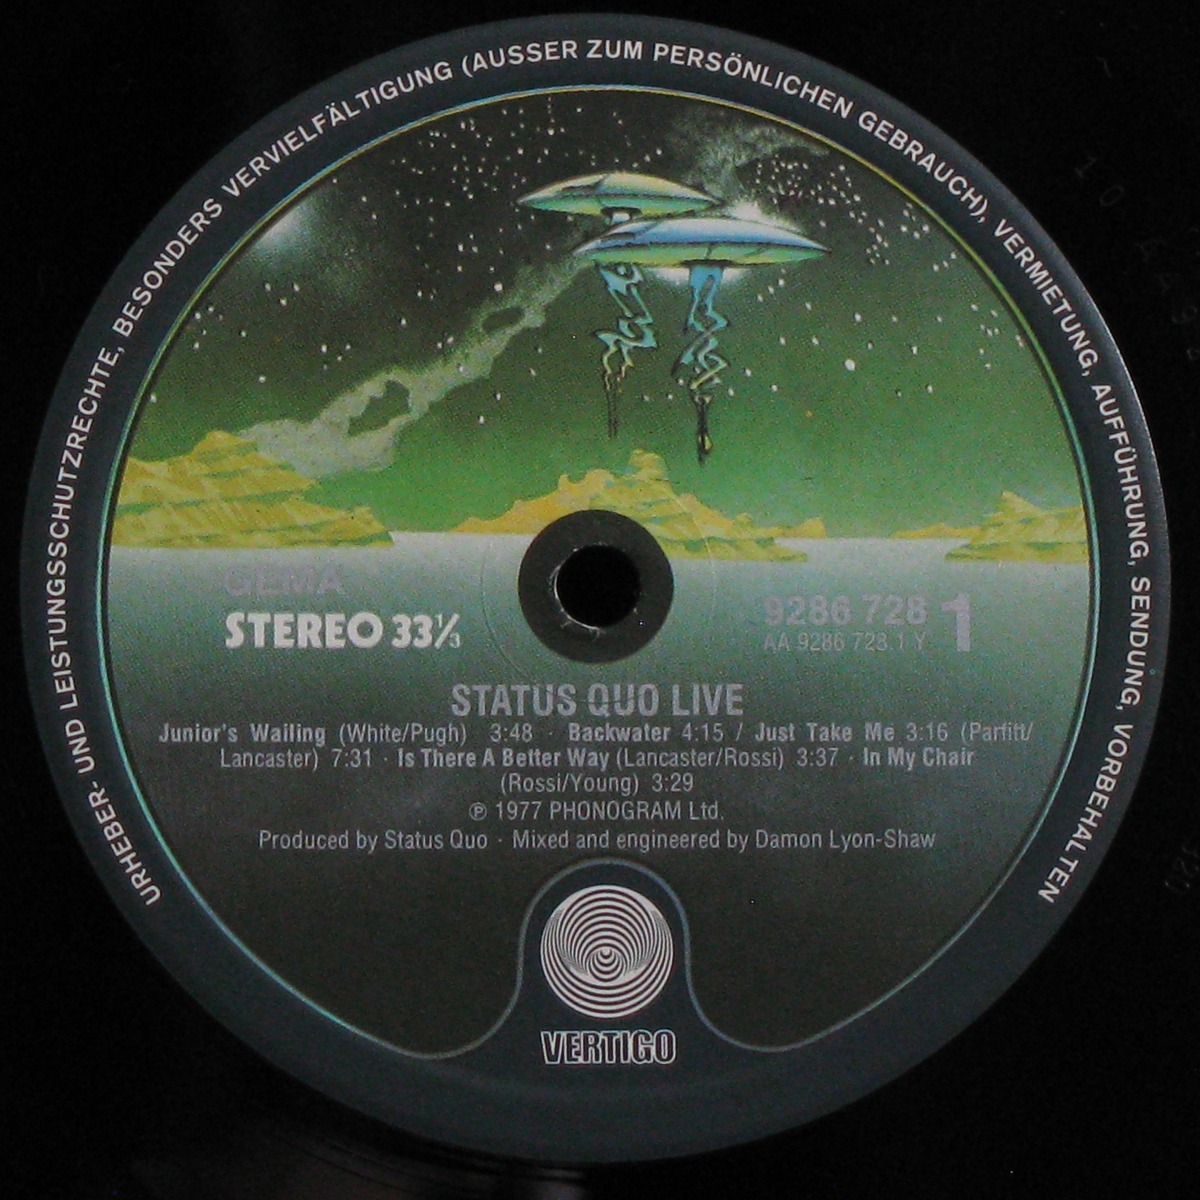 URHEBER- UND LEISTUNGSSCHUTZRECHTE, BESONDERS VERVIELFÄLTIGUNG (AUSSER ZUM PERSÖNLICHEN GEBRAUCH), VERMIETUNG, AUFFÜHRUNG, SENDUNG, VORBEHALTEN
GEMA
STEREO 33⅓
9286 728 1
AA 9286 728.1 Y
STATUS QUO LIVE
Junior's Wailing (White/Pugh) 3:48 · Backwater 4:15 / Just Take Me 3:16 (Parfitt/
Lancaster) 7:31 · Is There A Better Way (Lancaster/Rossi) 3:37 · In My Chair
(Rossi/Young) 3:29
℗ 1977 PHONOGRAM Ltd.
Produced by Status Quo · Mixed and engineered by Damon Lyon-Shaw
VERTIGO